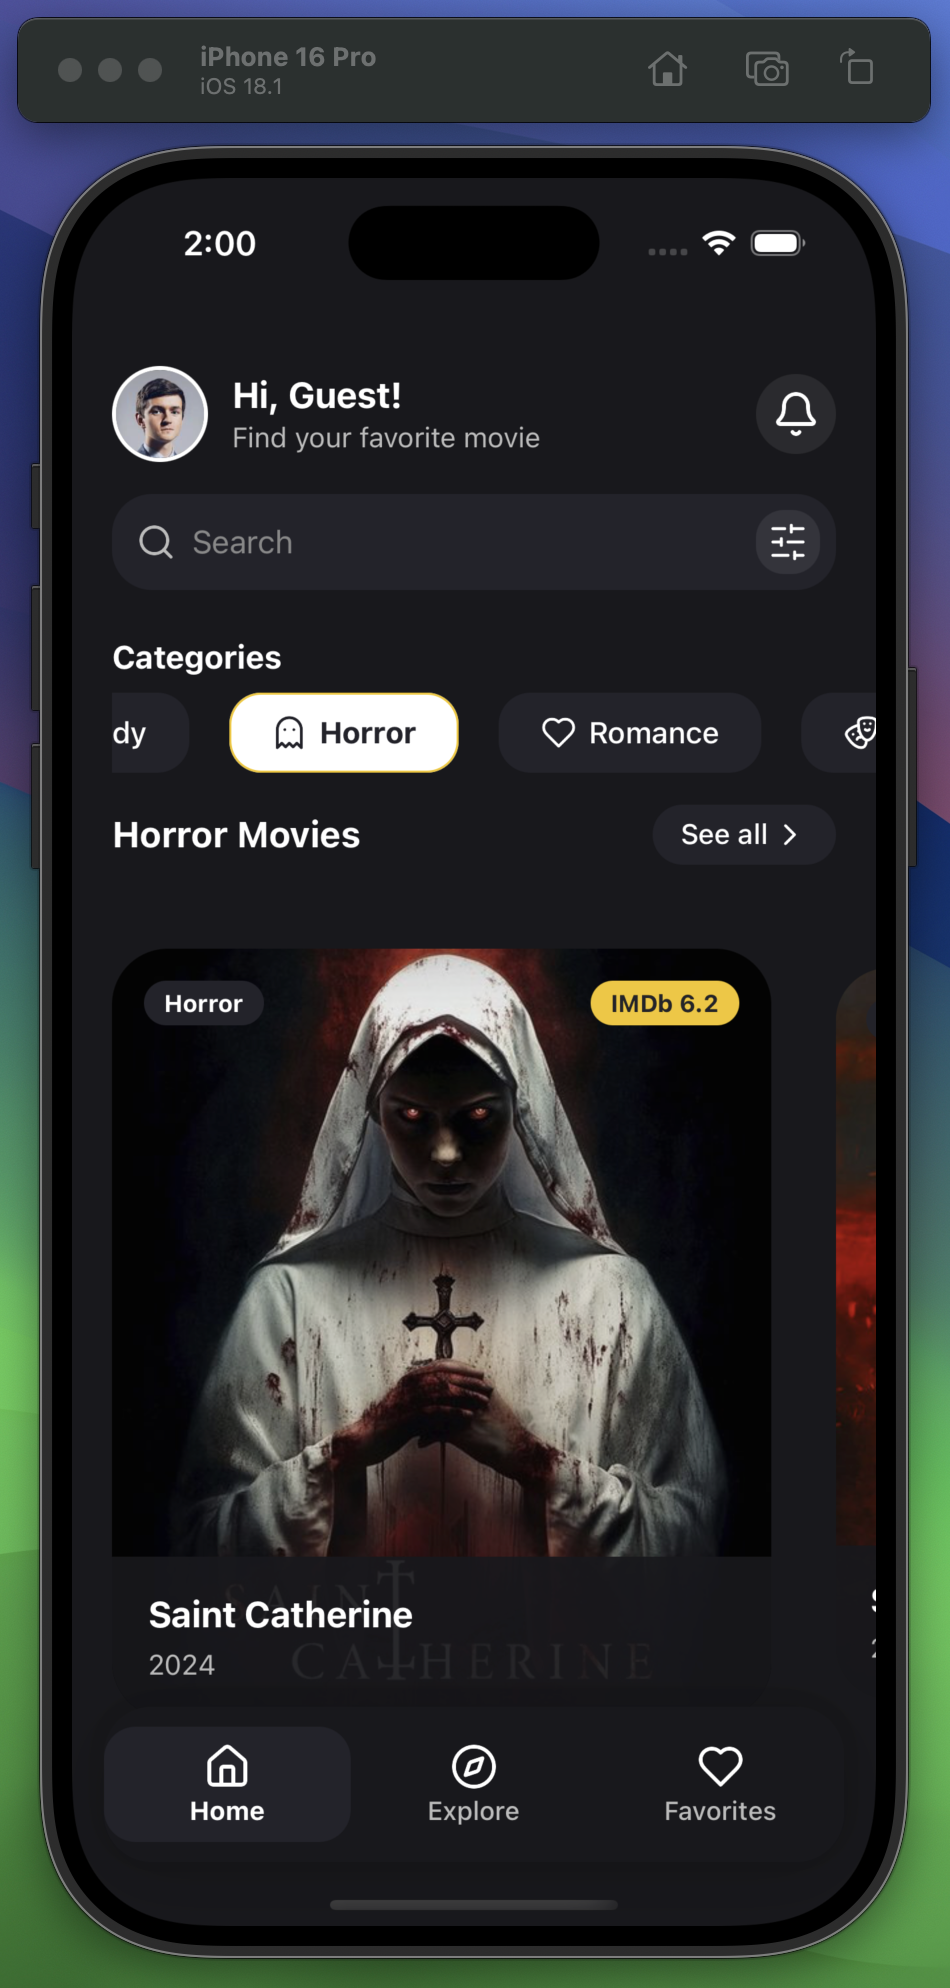 iPhone 16 Pro
iOS 18.1
2:00
Hi, Guest!
Find your favorite movie
Search
Categories
dy
Horror
Romance
Horror Movies
See all
Horror
IMDb 6.2
SAINT
CATHERINE
Saint Catherine
2024
Home
Explore
Favorites